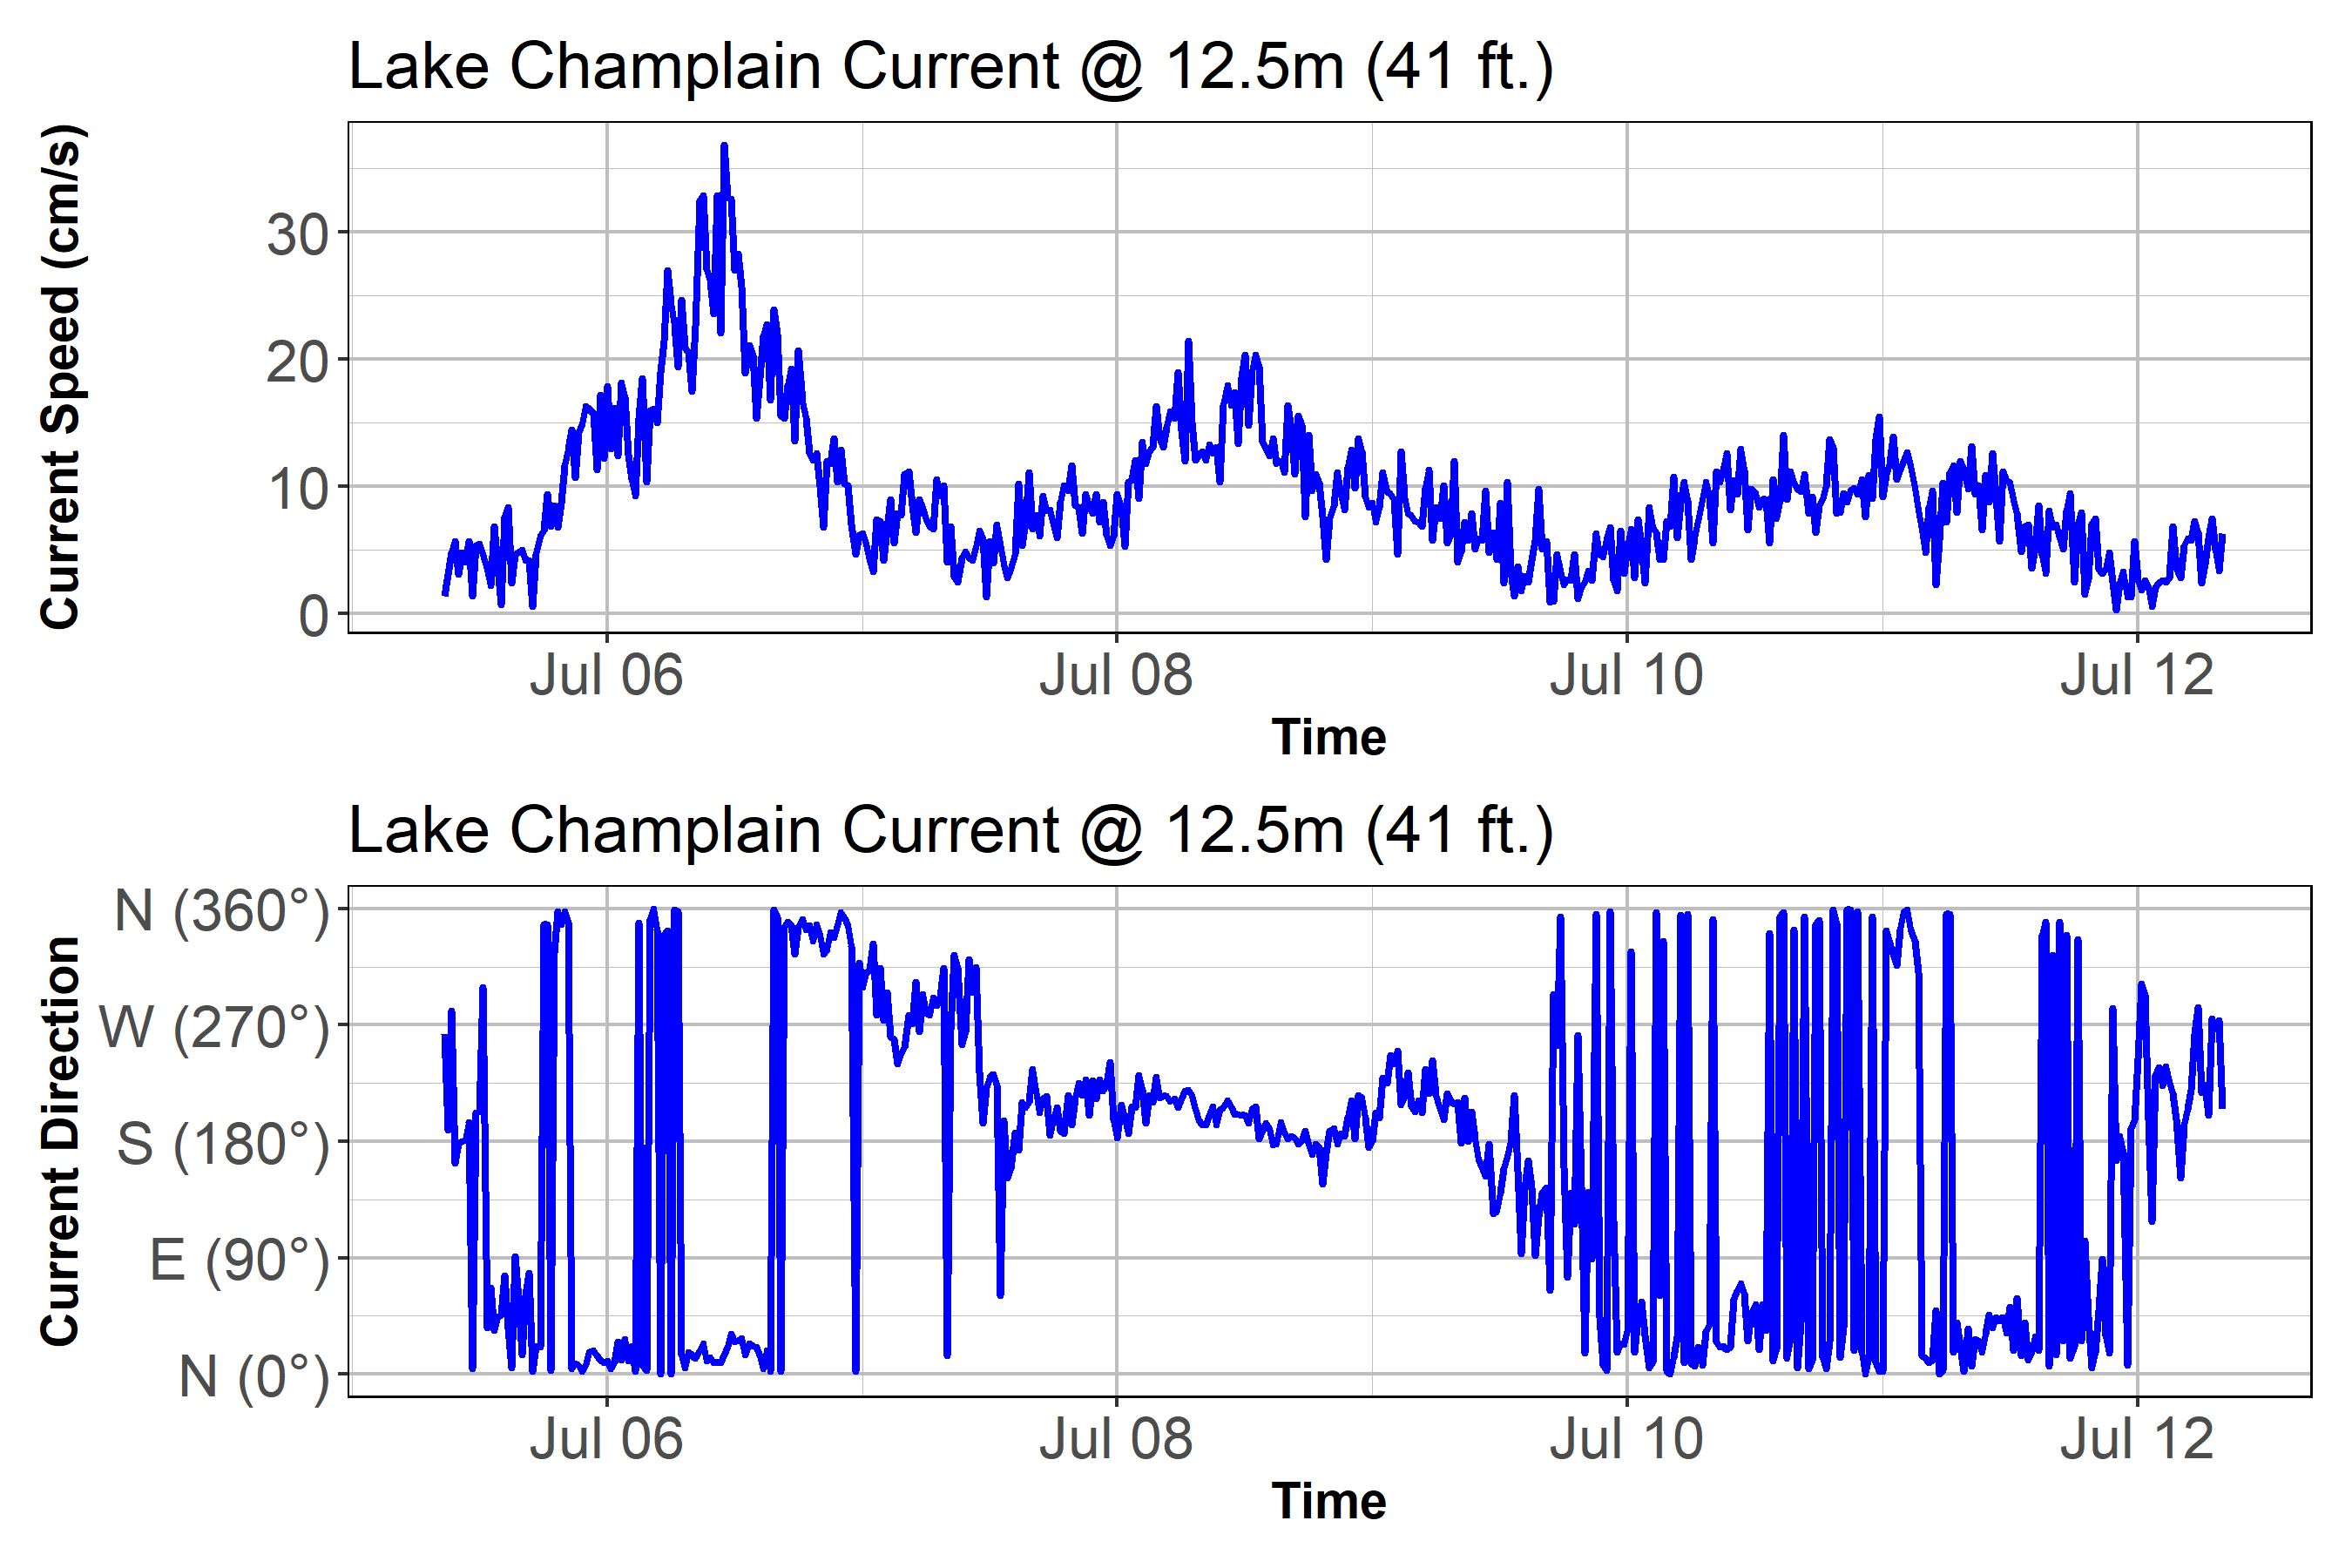 Lake Champlain Current @ 12.5m (41 ft.)
Current Speed (cm/s)
30
20
10
0
Jul 06 Jul 08 Jul 10 Jul 12
Time
Lake Champlain Current @ 12.5m (41 ft.)
Current Direction
N (360°)
W (270°)
S (180°)
E (90°)
N (0°)
Jul 06 Jul 08 Jul 10 Jul 12
Time